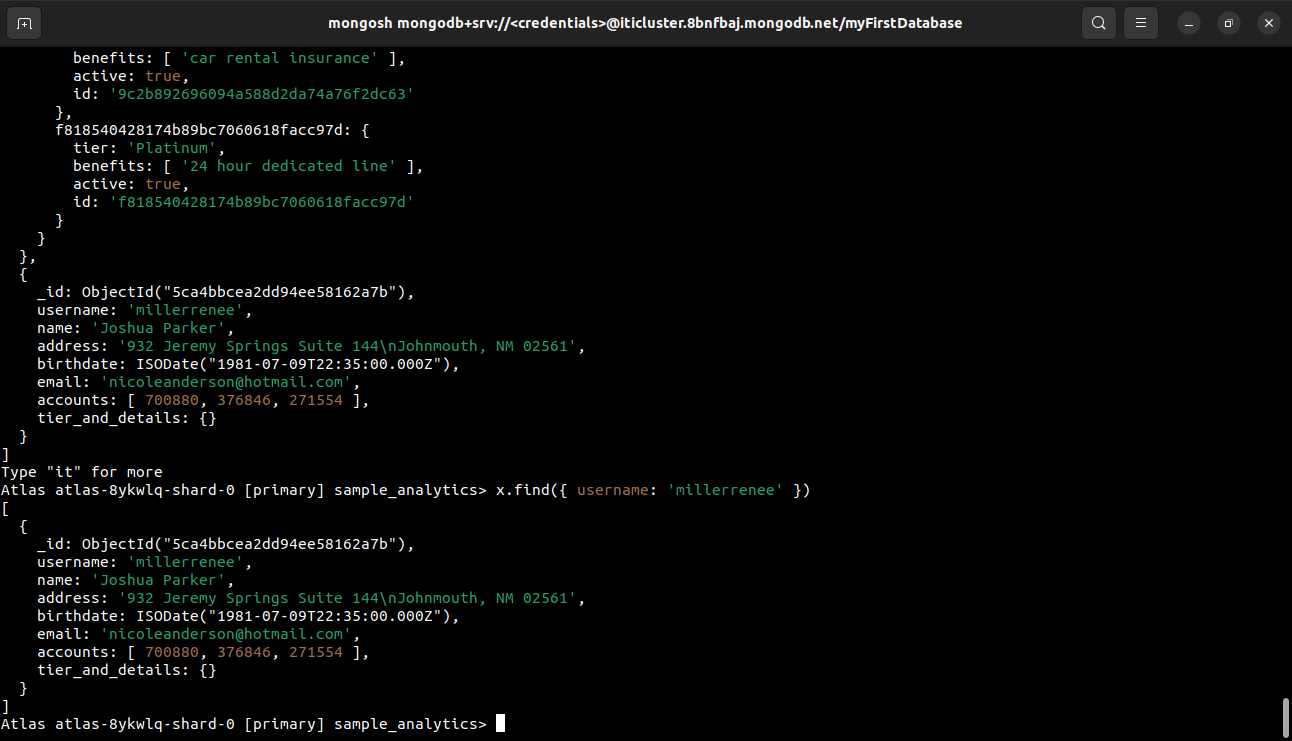 mongosh mongodb+srv://<credentials>@iticluster.8bnfbaj.mongodb.net/myFirstDatabase
        benefits: [ 'car rental insurance' ],
        active: true,
        id: '9c2b892696094a588d2da74a76f2dc63'
      },
      f818540428174b89bc7060618facc97d: {
        tier: 'Platinum',
        benefits: [ '24 hour dedicated line' ],
        active: true,
        id: 'f818540428174b89bc7060618facc97d'
      }
    }
  },
  {
    _id: ObjectId("5ca4bbcea2dd94ee58162a7b"),
    username: 'millerrenee',
    name: 'Joshua Parker',
    address: '932 Jeremy Springs Suite 144\nJohnmouth, NM 02561',
    birthdate: ISODate("1981-07-09T22:35:00.000Z"),
    email: 'nicoleanderson@hotmail.com',
    accounts: [ 700880, 376846, 271554 ],
    tier_and_details: {}
  }
]
Type "it" for more
Atlas atlas-8ykwlq-shard-0 [primary] sample_analytics> x.find({ username: 'millerrenee' })
[
  {
    _id: ObjectId("5ca4bbcea2dd94ee58162a7b"),
    username: 'millerrenee',
    name: 'Joshua Parker',
    address: '932 Jeremy Springs Suite 144\nJohnmouth, NM 02561',
    birthdate: ISODate("1981-07-09T22:35:00.000Z"),
    email: 'nicoleanderson@hotmail.com',
    accounts: [ 700880, 376846, 271554 ],
    tier_and_details: {}
  }
]
Atlas atlas-8ykwlq-shard-0 [primary] sample_analytics>